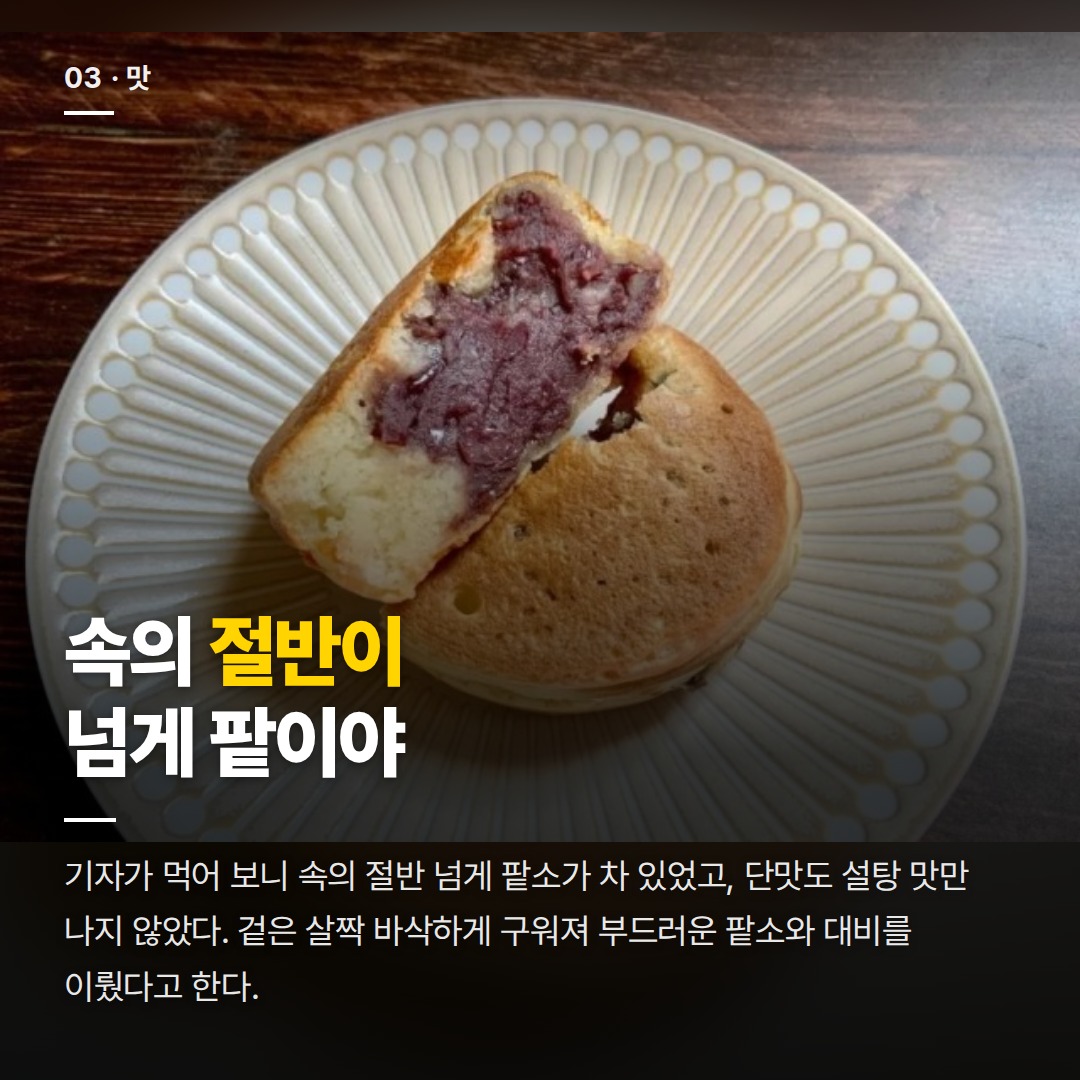 03 · 맛
속의 절반이
넘게 팥이야
기자가 먹어 보니 속의 절반 넘게 팥소가 차 있었고, 단맛도 설탕 맛만
나지 않았다. 겉은 살짝 바삭하게 구워져 부드러운 팥소와 대비를
이뤘다고 한다.